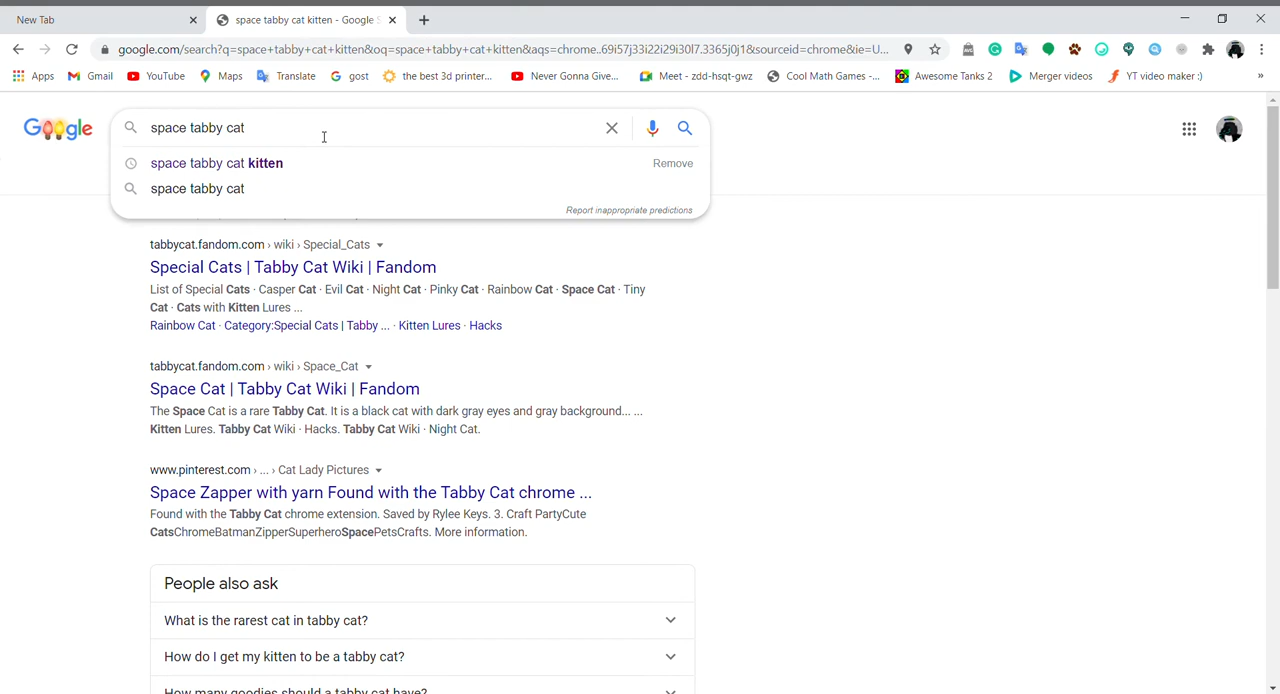 New Tab
space tabby cat kitten - Google S
google.com/search?q=space+tabby+cat+kitten&oq=space+tabby+cat+kitten&aqs=chrome..69i57j33i22i29i30l7.3365j0j1&sourceid=chrome&ie=U...
Apps
Gmail
YouTube
Maps
Translate
gost
the best 3d printer...
Never Gonna Give...
Meet - zdd-hqht-gwz
Cool Math Games -...
Awesome Tanks 2
Merger videos
YT video maker :)
»
Google
space tabby cat
space tabby cat kitten
Remove
space tabby cat
Report inappropriate predictions
tabbycat.fandom.com › wiki › Special_Cats
Special Cats | Tabby Cat Wiki | Fandom
List of Special Cats · Casper Cat · Evil Cat · Night Cat · Pinky Cat · Rainbow Cat · Space Cat · Tiny
Cat · Cats with Kitten Lures ...
Rainbow Cat · Category:Special Cats | Tabby ... · Kitten Lures · Hacks
tabbycat.fandom.com › wiki › Space_Cat
Space Cat | Tabby Cat Wiki | Fandom
The Space Cat is a rare Tabby Cat. It is a black cat with dark gray eyes and gray background... ...
Kitten Lures. Tabby Cat Wiki · Hacks. Tabby Cat Wiki · Night Cat.
www.pinterest.com › ... › Cat Lady Pictures
Space Zapper with yarn Found with the Tabby Cat chrome ...
Found with the Tabby Cat chrome extension. Saved by Rylee Keys. 3. Craft PartyCute
CatsChromeBatmanZipperSuperheroSpacePetsCrafts. More information.
People also ask
What is the rarest cat in tabby cat?
How do I get my kitten to be a tabby cat?
How many goodies should a tabby cat have?